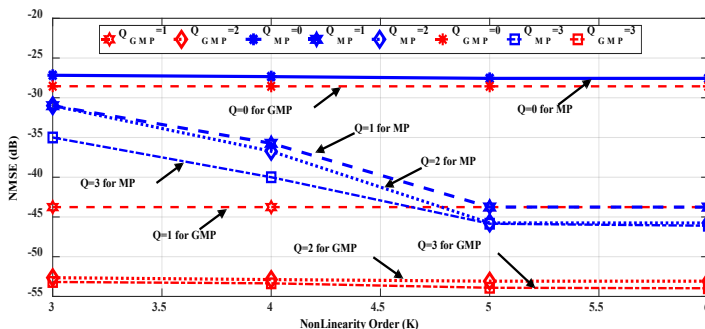 -20
Q GMP=1 Q GMP=2 Q MP=0 Q MP=1 Q MP=2 Q GMP=0 Q MP=3 Q GMP=3
-25
-30
-35
-40
-45
-50
-55
NMSE (dB)
Q=0 for GMP
Q=0 for MP
Q=1 for MP
Q=2 for MP
Q=3 for MP
Q=1 for GMP
Q=2 for GMP
Q=3 for GMP
3 3.5 4 4.5 5 5.5
NonLinearity Order (K)